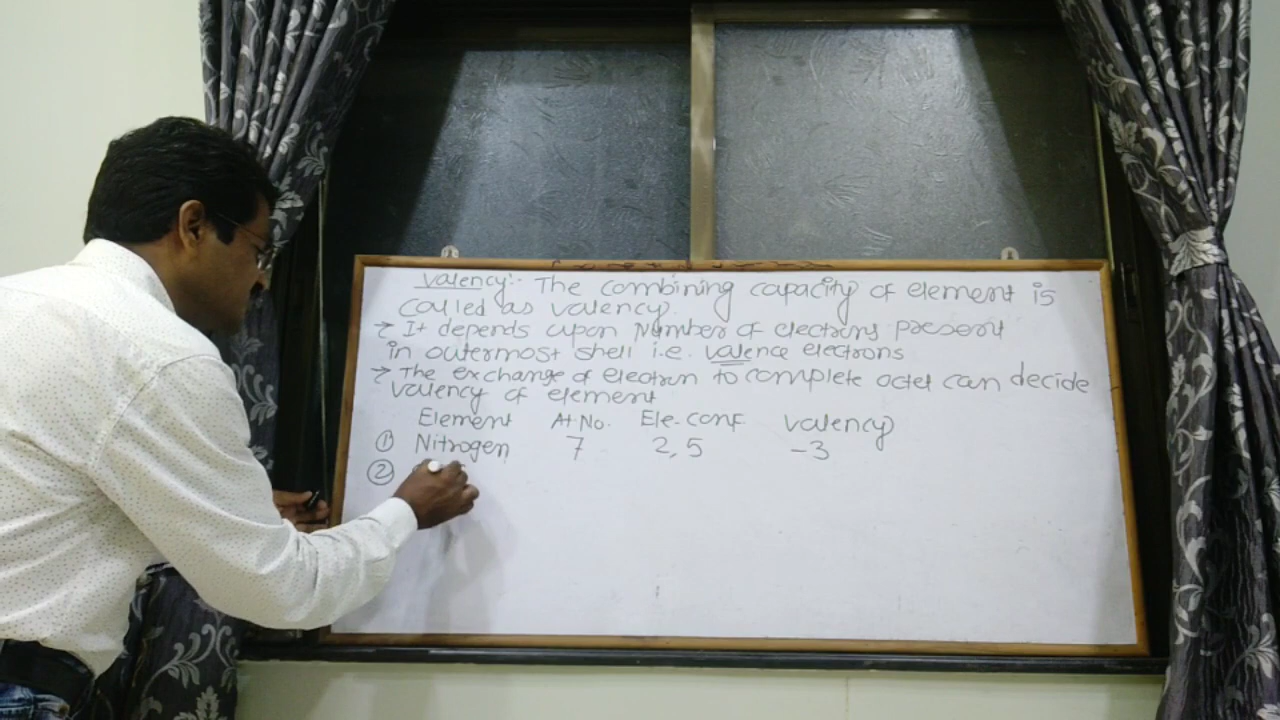 Valency:- The combining capacity of element is
called as valency.
→ It depends upon Number of electrons present
in outermost shell i.e. valence electrons
→ The exchange of electron to complete octet can decide
valency of element
Element At.No. Ele-conf valency
① Nitrogen 7 2,5 -3
②